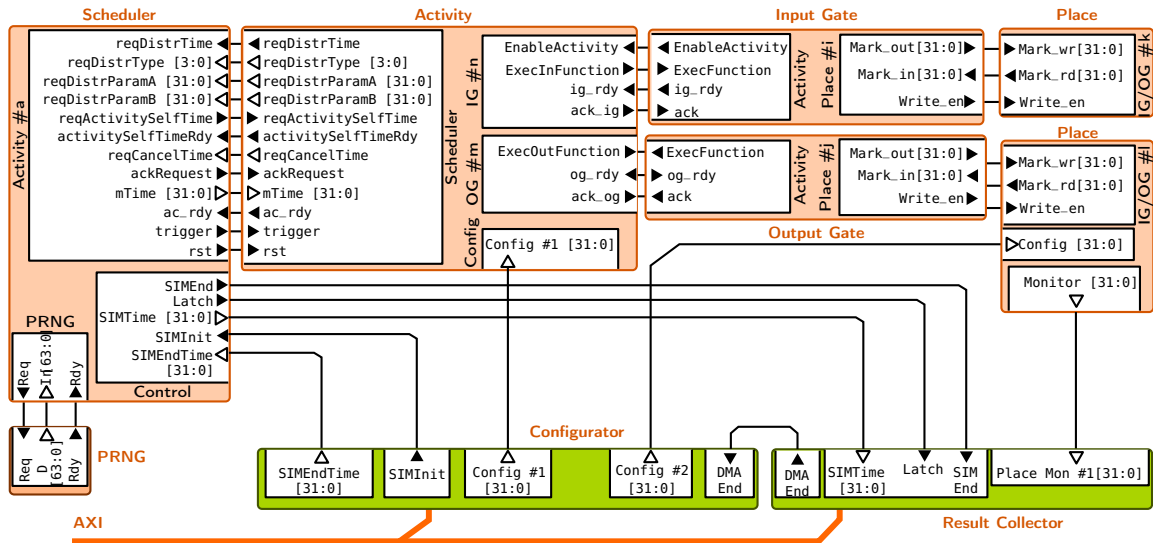 Scheduler
Activity
Input Gate
Place
Activity #a
reqDistrTime
reqDistrType [3:0]
reqDistrParamA [31:0]
reqDistrParamB [31:0]
reqActivitySelfTime
activitySelfTimeRdy
reqCancelTime
ackRequest
mTime [31:0]
ac_rdy
trigger
rst
reqDistrTime
reqDistrType [3:0]
reqDistrParamA [31:0]
reqDistrParamB [31:0]
reqActivitySelfTime
activitySelfTimeRdy
reqCancelTime
ackRequest
mTime [31:0]
ac_rdy
trigger
rst
Scheduler
IG #n
EnableActivity
ExecInFunction
ig_rdy
ack_ig
OG #m
ExecOutFunction
og_rdy
ack_og
Config
Config #1 [31:0]
EnableActivity
ExecFunction
ig_rdy
ack
Activity
Place #i
Mark_out[31:0]
Mark_in[31:0]
Write_en
Mark_wr[31:0]
Mark_rd[31:0]
Write_en
IG/OG #k
ExecFunction
og_rdy
ack
Activity
Place #j
Mark_out[31:0]
Mark_in[31:0]
Write_en
Output Gate
Place
Mark_wr[31:0]
Mark_rd[31:0]
Write_en
IG/OG #l
Config [31:0]
Monitor [31:0]
SIMEnd
Latch
SIMTime [31:0]
SIMInit
SIMEndTime
[31:0]
Control
PRNG
Req
In[63:0]
Rdy
Req
D
[63:0]
Rdy
PRNG
Configurator
SIMEndTime
[31:0]
SIMInit
Config #1
[31:0]
Config #2
[31:0]
DMA
End
DMA
End
SIMTime
[31:0]
Latch
SIM
End
Place Mon #1[31:0]
AXI
Result Collector